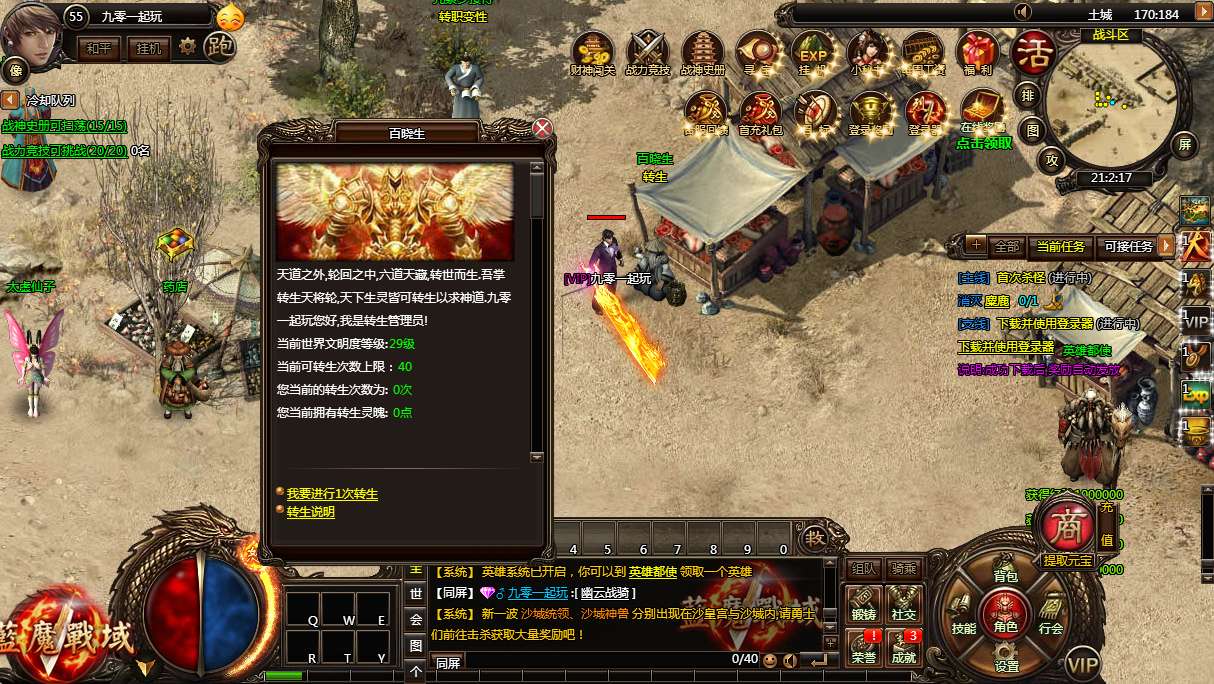 55
九零一起玩
和平
挂机
跑
像
冷却队列
战神史册可扫荡(15/15)
战力竞技可挑战(20/20) 0名
转职变性
财神闯关
战力竞技
战神史册
EXP
福利
首充礼包
登录器
点击领取
活
排
图
攻
屏
土城
170:184
战斗区
21:2:17
百晓生
转生
百晓生
天道之外,轮回之中,六道天藏,转世而生.吾掌
转生天将轮,天下生灵皆可转生以求神道.九零
一起玩您好,我是转生管理员!
当前世界文明度等级:29级
当前可转生次数上限：40
您当前的转生次数为: 0次
您当前拥有转生灵魄: 0点
我要进行1次转生
转生说明
太虚仙子
药店
[VIP]九零一起玩
全部
当前任务
可接任务
[主线] 首次杀怪(进行中)
消灭 麋鹿 0/1
[支线] 下载并使用登录器(进行中)
下载并使用登录器
英雄都使
VIP
Exp
商
充值
提取元宝
4 5 6 7 8 9 0
救
世
会
图
个
【系统】 英雄系统已开启，你可以到 英雄都使 领取一个英雄
【同屏】 九零一起玩:[ 幽云战骑 ]
【系统】 新一波 沙城统领、沙城神兽 分别出现在沙皇宫与沙城内,请勇士
们前往击杀获取大量奖励吧！
同屏
0/40
Q W E
R T Y
藍魔戰域
组队
骑乘
锻铸
社交
荣誉
成就
3
背包
技能
角色
行会
设置
VIP